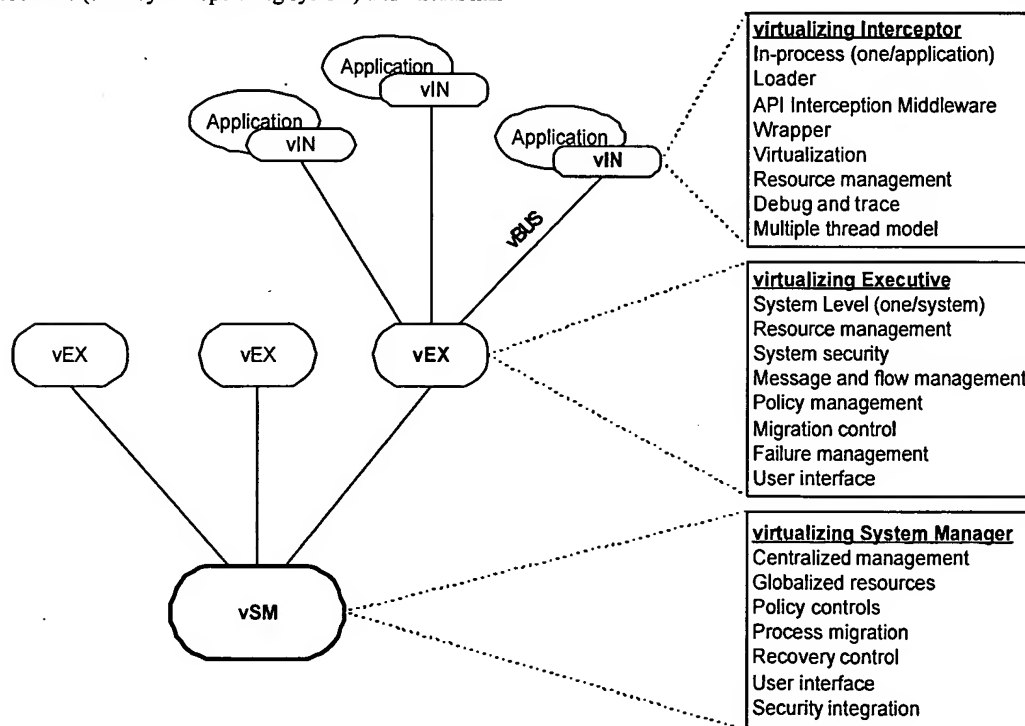 Application
vIN
Application
vIN
Application
vIN
vBUS
vEX
vEX
vEX
vSM
virtualizing Interceptor
In-process (one/application)
Loader
API Interception Middleware
Wrapper
Virtualization
Resource management
Debug and trace
Multiple thread model
virtualizing Executive
System Level (one/system)
Resource management
System security
Message and flow management
Policy management
Migration control
Failure management
User interface
virtualizing System Manager
Centralized management
Globalized resources
Policy controls
Process migration
Recovery control
User interface
Security integration